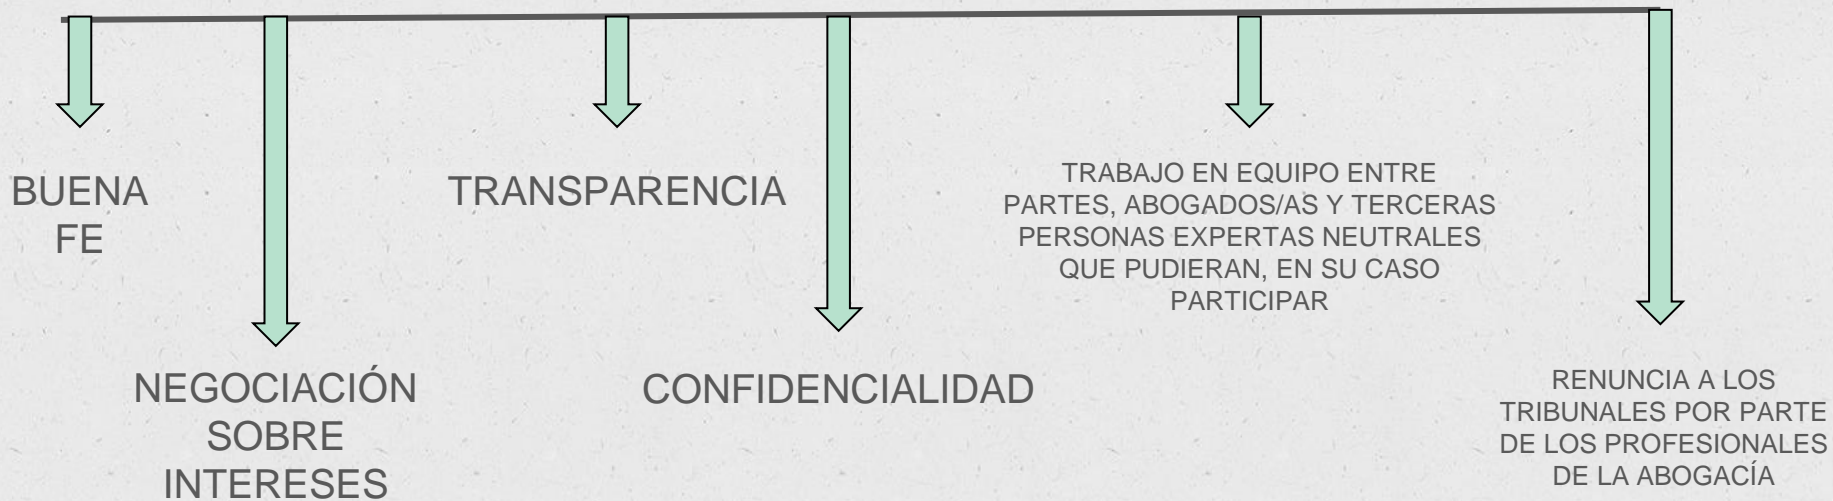 BUENA
FE
NEGOCIACIÓN
SOBRE
INTERESES
TRANSPARENCIA
CONFIDENCIALIDAD
TRABAJO EN EQUIPO ENTRE
PARTES, ABOGADOS/AS Y TERCERAS
PERSONAS EXPERTAS NEUTRALES
QUE PUDIERAN, EN SU CASO
PARTICIPAR
RENUNCIA A LOS
TRIBUNALES POR PARTE
DE LOS PROFESIONALES
DE LA ABOGACÍA